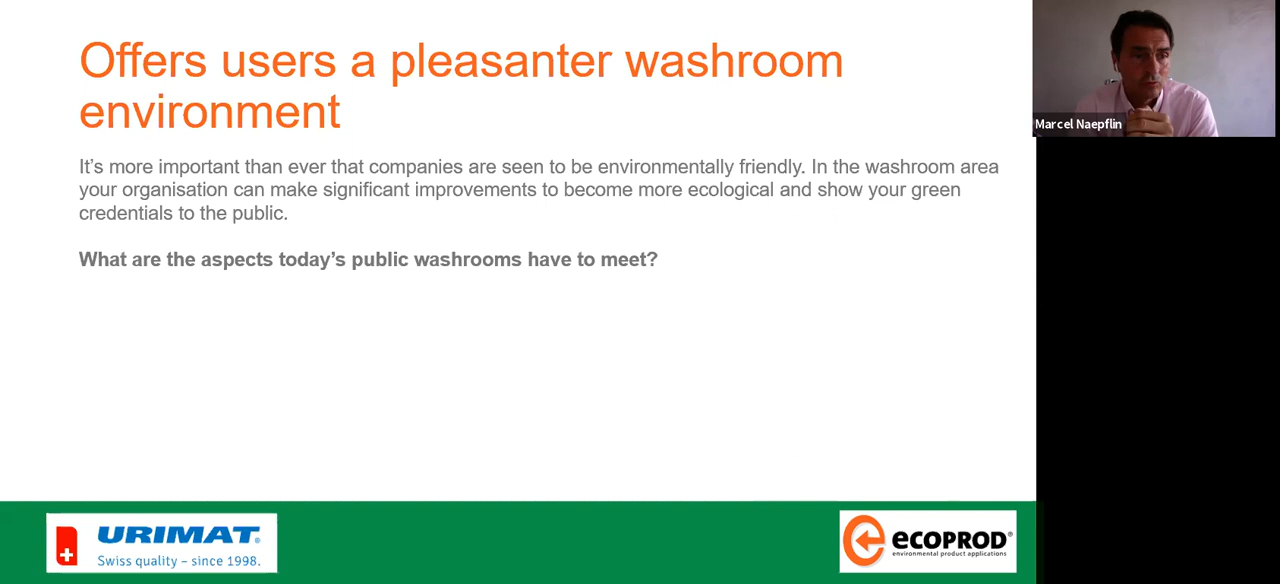 Offers users a pleasanter washroom
environment
It’s more important than ever that companies are seen to be environmentally friendly. In the washroom area
your organisation can make significant improvements to become more ecological and show your green
credentials to the public.
What are the aspects today’s public washrooms have to meet?
Marcel Naepflin
URIMAT®
Swiss quality – since 1998.
ECOPROD®
environmental product applications